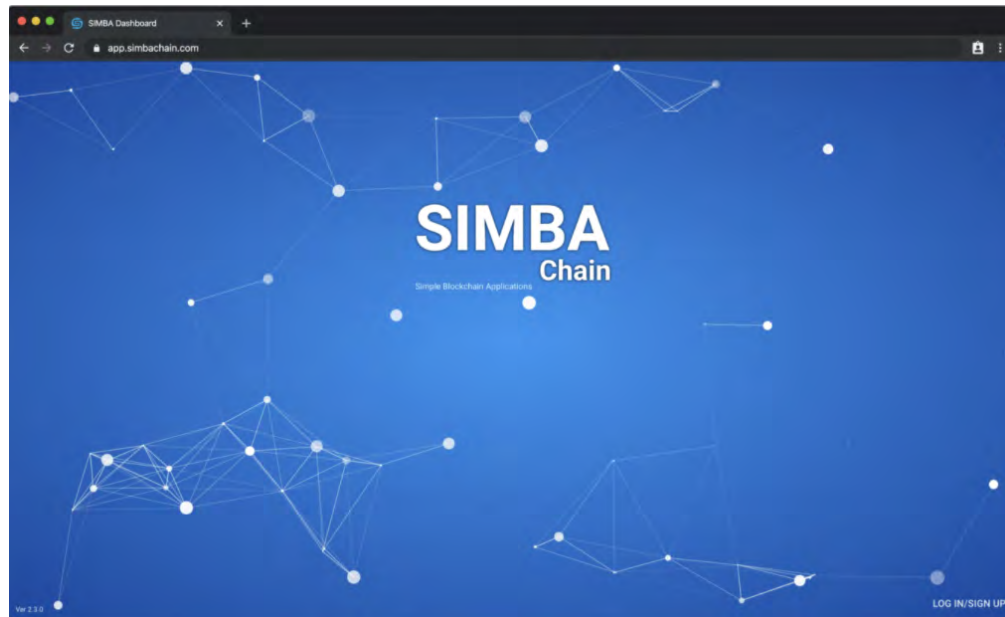 SIMBA Dashboard
app.simbachain.com
SIMBA
Chain
Simple Blockchain Applications
Ver 2.3.0
LOG IN/SIGN UP